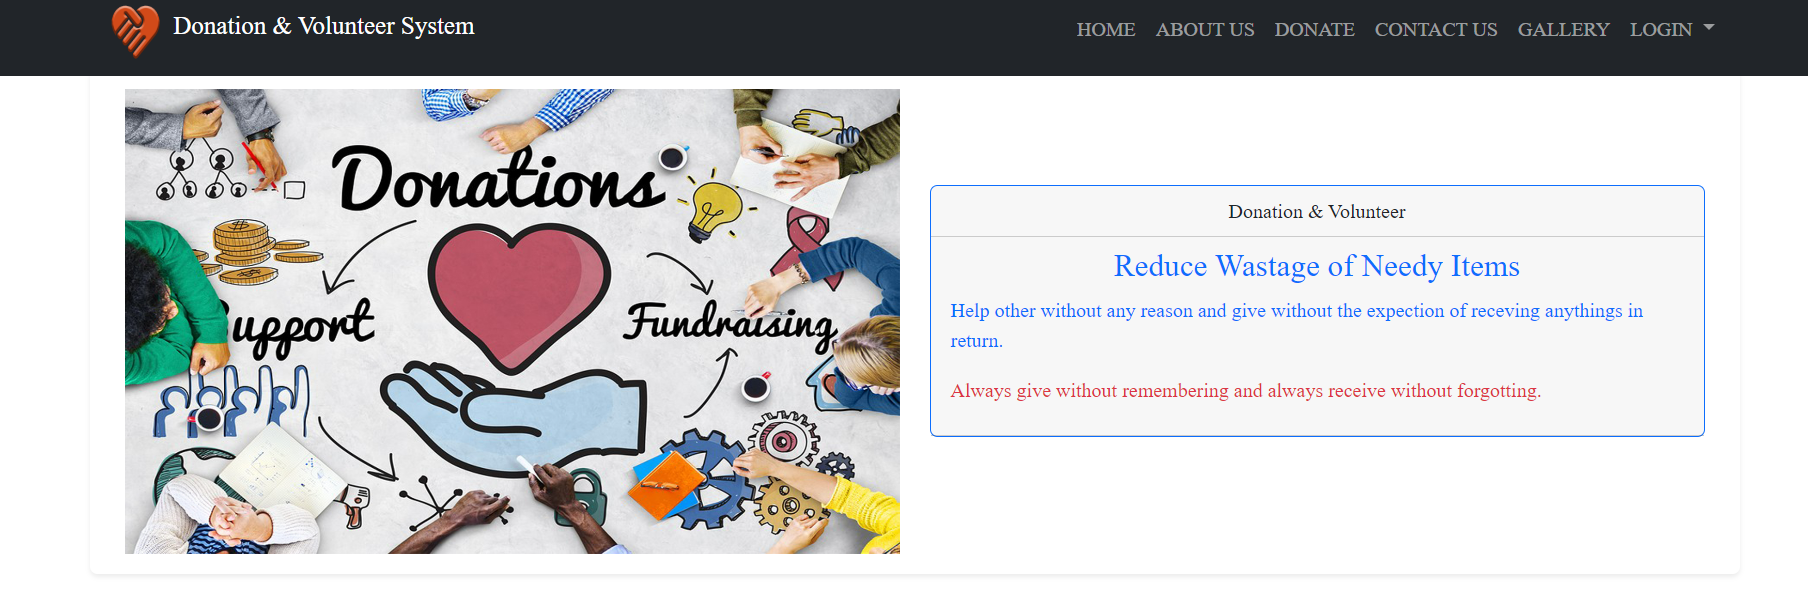 Donation & Volunteer System
HOME ABOUT US DONATE CONTACT US GALLERY LOGIN
Donations
upport
Fundraising
Donation & Volunteer
Reduce Wastage of Needy Items
Help other without any reason and give without the expection of receving anythings in
return.
Always give without remembering and always receive without forgotting.